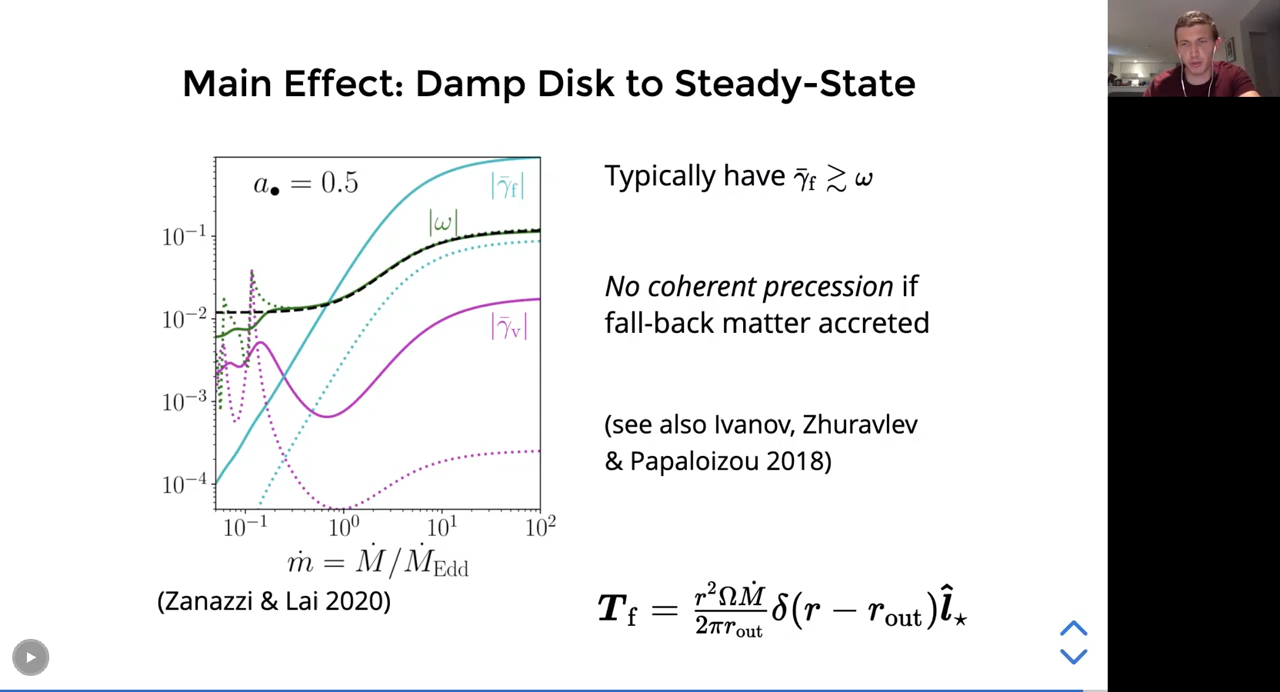 Main Effect: Damp Disk to Steady-State
a• = 0.5
|γ̄f|
|ω|
|γ̄v|
10⁻¹
10⁻²
10⁻³
10⁻⁴
10⁻¹ 10⁰ 10¹ 10²
ṁ = Ṁ/ṀEdd
(Zanazzi & Lai 2020)
Typically have γ̄f ≳ ω
No coherent precession if
fall-back matter accreted
(see also Ivanov, Zhuravlev
& Papaloizou 2018)
Tf = r²ΩṀ/2πrout δ(r − rout)l̂⋆